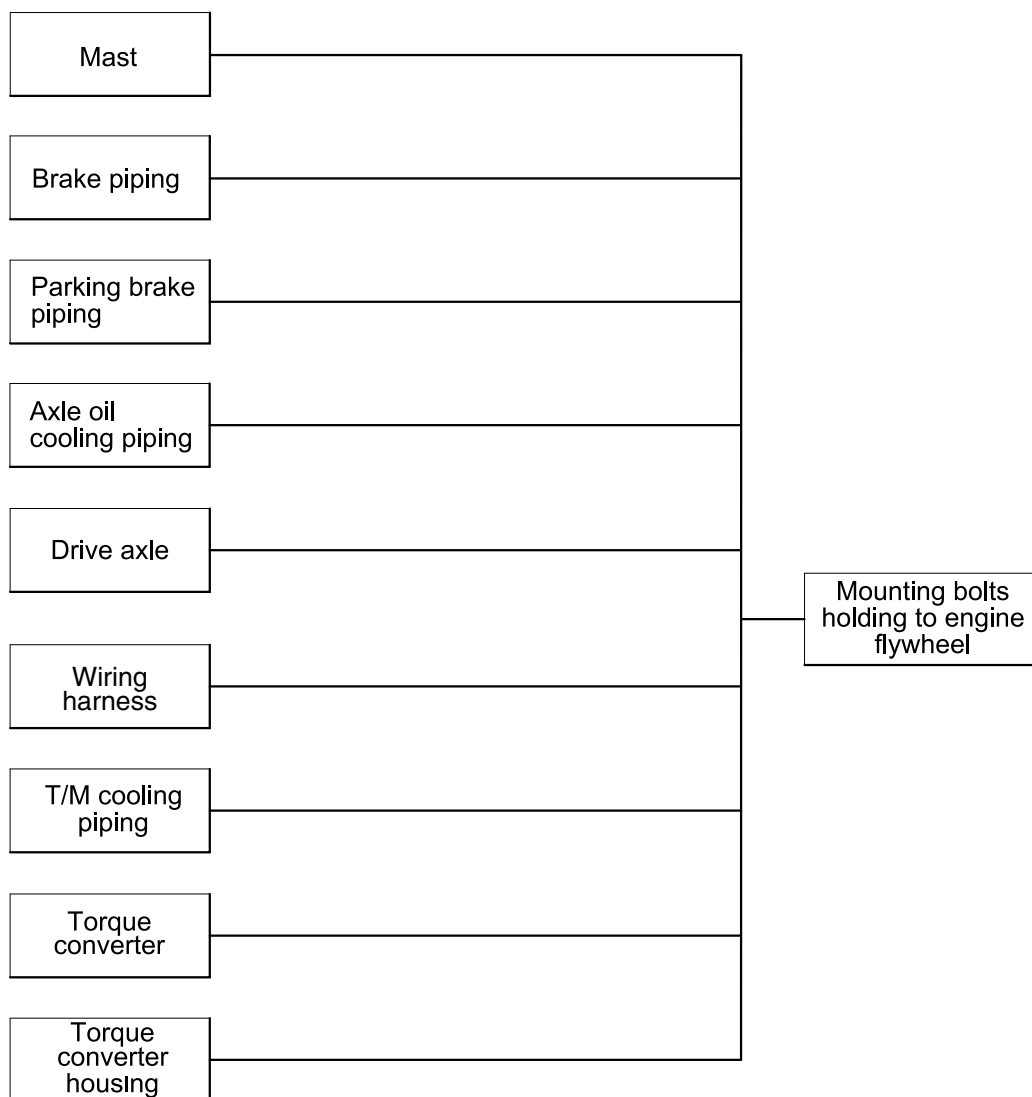 Mast
Brake piping
Parking brake
piping
Axle oil
cooling piping
Drive axle
Mounting bolts
holding to engine
flywheel
Wiring
harness
T/M cooling
piping
Torque
converter
Torque
converter
housing